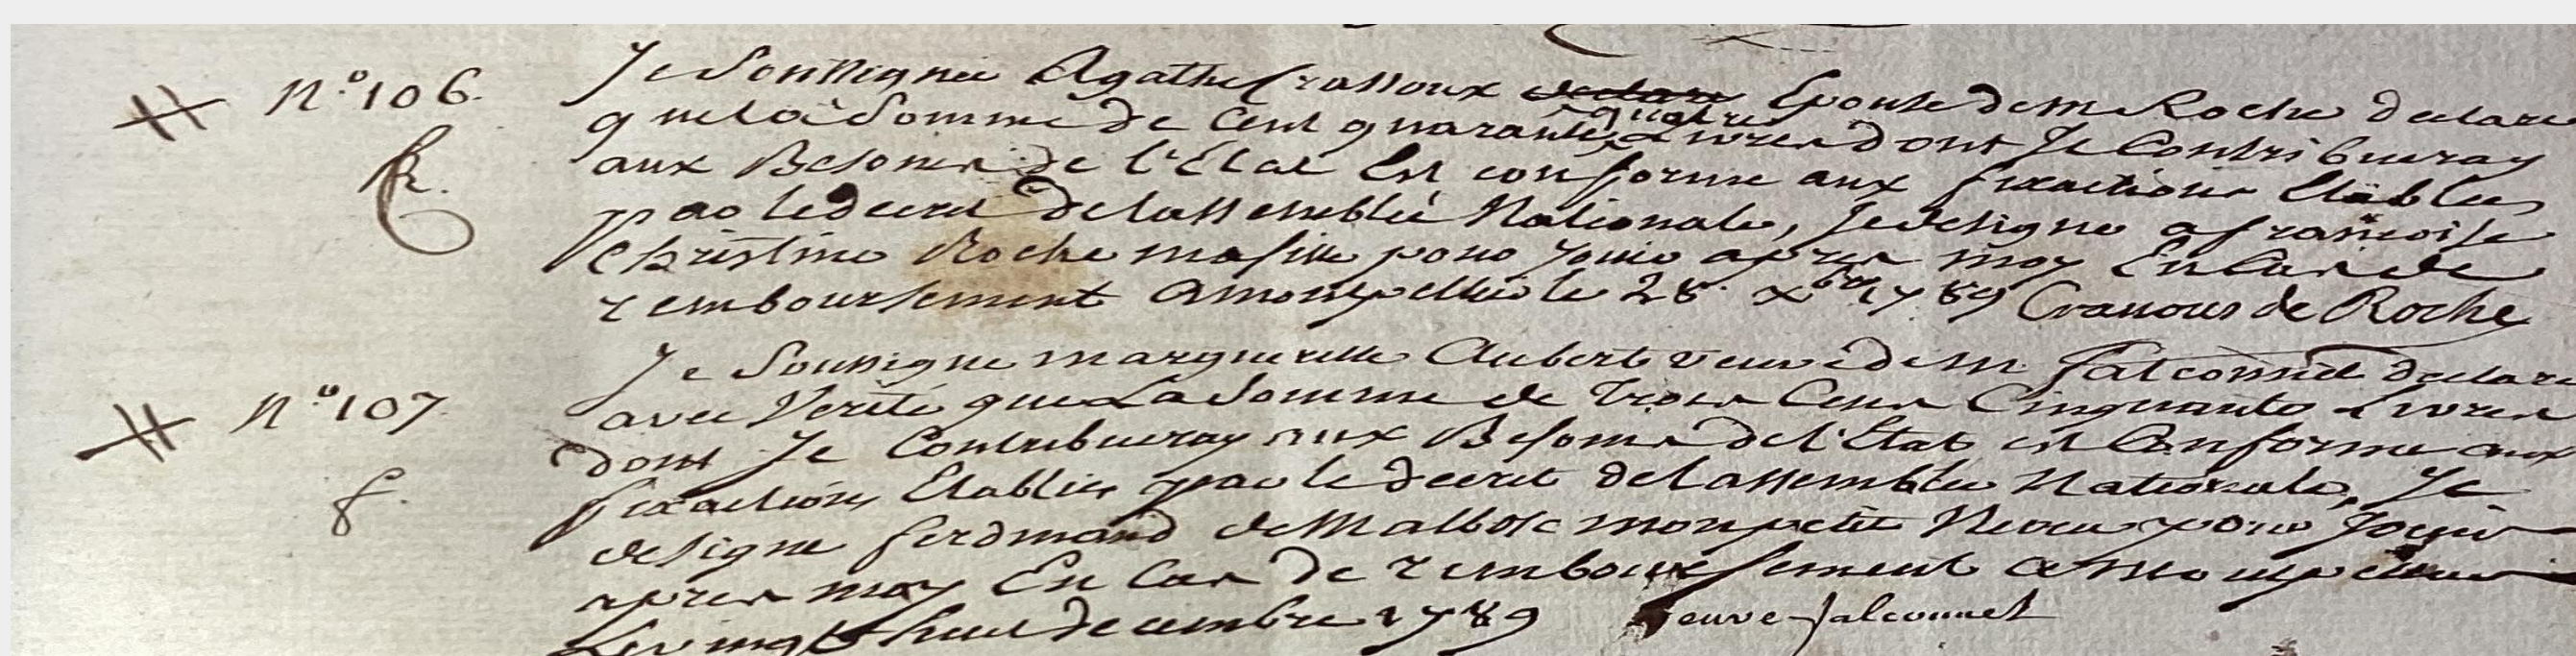 N.º 106. Je Soussignée Agathe Crassoux declare Epouse de m Roche declare
que la Somme de Cent quarante quatre Livres dont Je Contribueray
R. aux Besoins de l'Etat Est conforme aux fixactions Etablies
par le decret de lassemblée Nationale, Je designe a françoise
Christine Roche ma fille pour Jouir apres moy En Cas de
remboursement a montpellier le 28. xbre 1789 Crassous de Roche
N.º 107. Je Soussigne margueritte Aubert veuve de m. falconnet declare
avec Verité que La Somme de Trois Cens Cinquante Livres
dont Je Contribueray aux Besoins de l'Etat est Conforme aux
f. fixactions Etablies par le decret de lassemblée Nationale, Je
designe ferdinand de Malbosc mon petit Neveu pour Jouir
apres moy En Cas de remboursement a montpellier
Le vingt huit decembre 1789 Veuve falconnet